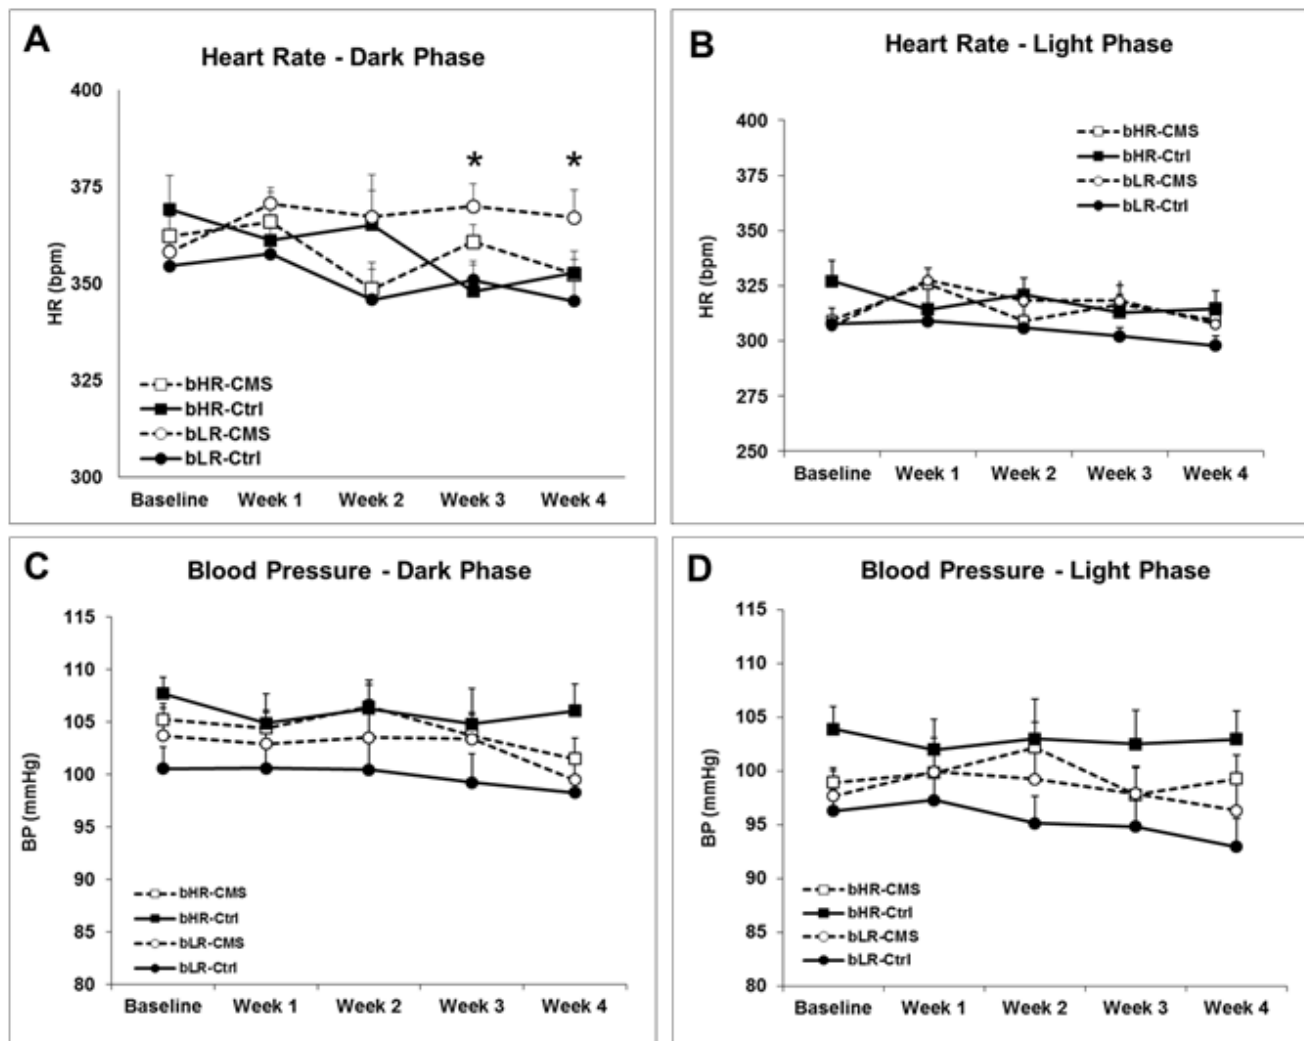 A
Heart Rate - Dark Phase
400
375
350
325
300
HR (bpm)
*
*
bHR-CMS
bHR-Ctrl
bLR-CMS
bLR-Ctrl
Baseline Week 1 Week 2 Week 3 Week 4
B
Heart Rate - Light Phase
400
375
350
325
300
275
250
HR (bpm)
bHR-CMS
bHR-Ctrl
bLR-CMS
bLR-Ctrl
Baseline Week 1 Week 2 Week 3 Week 4
C
Blood Pressure - Dark Phase
115
110
105
100
95
90
85
80
BP (mmHg)
bHR-CMS
bHR-Ctrl
bLR-CMS
bLR-Ctrl
Baseline Week 1 Week 2 Week 3 Week 4
D
Blood Pressure - Light Phase
115
110
105
100
95
90
85
80
BP (mmHg)
bHR-CMS
bHR-Ctrl
bLR-CMS
bLR-Ctrl
Baseline Week 1 Week 2 Week 3 Week 4